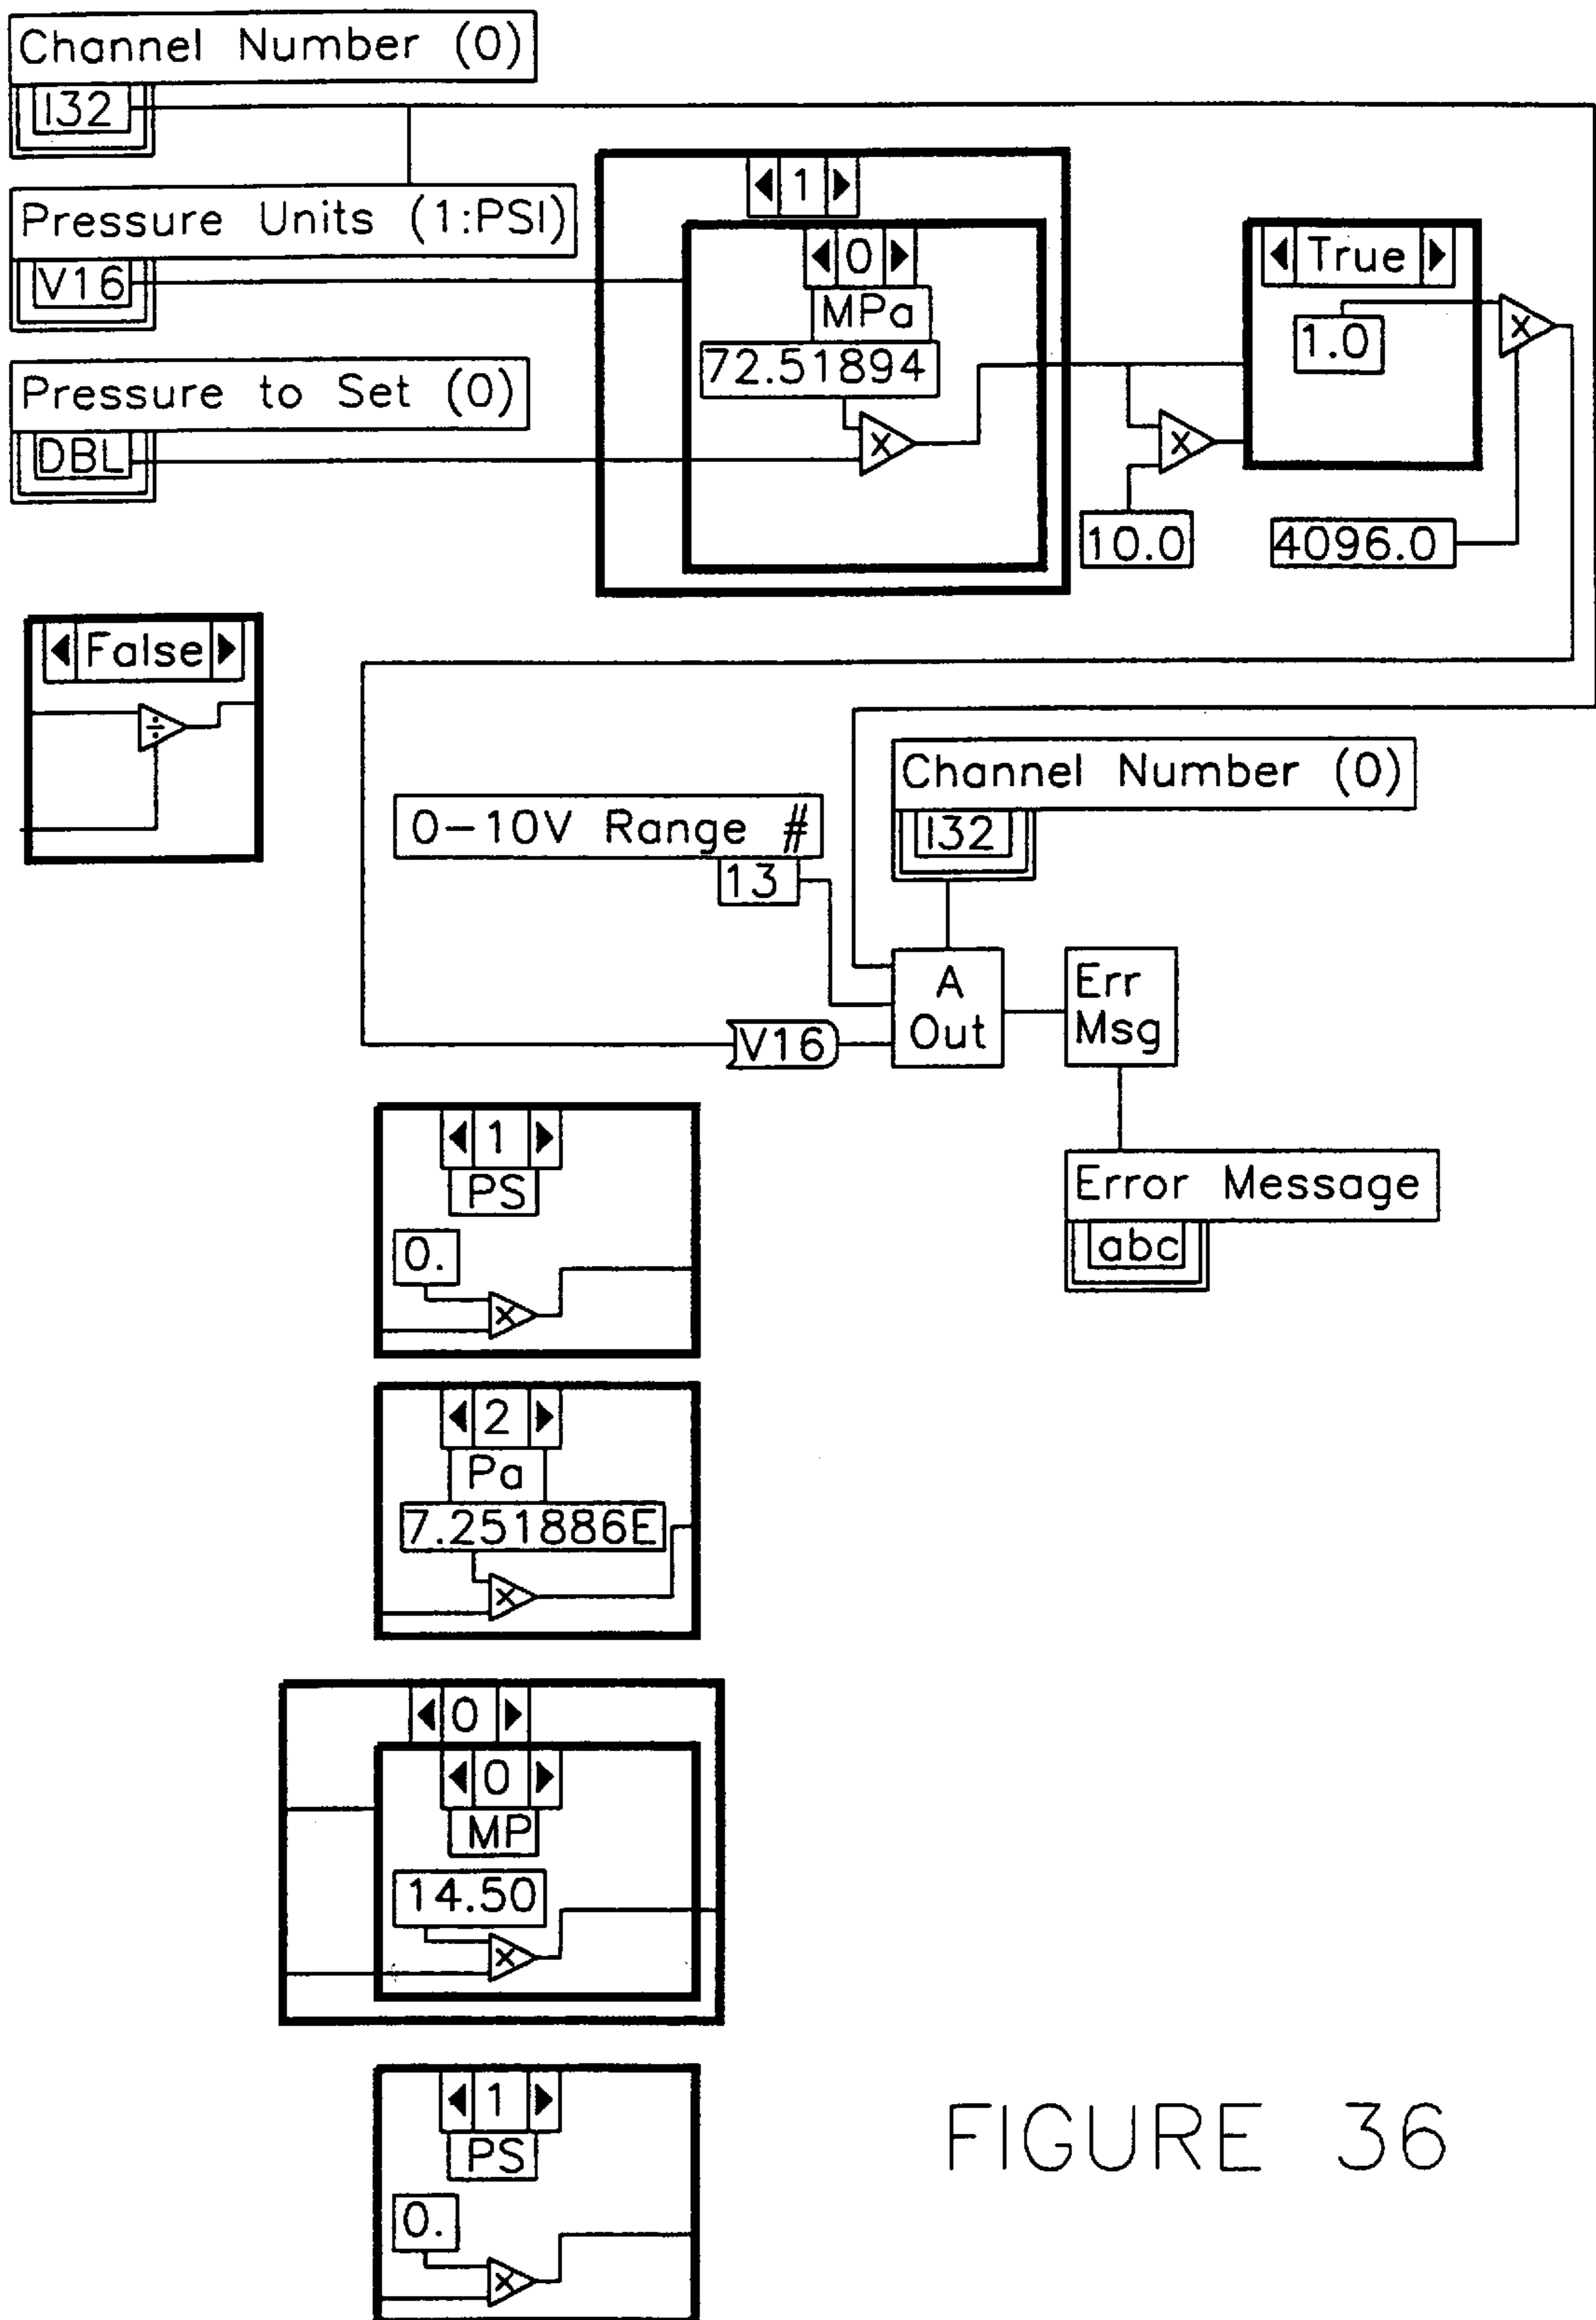 Channel Number (0)
I32
Pressure Units (1:PSI)
V16
Pressure to Set (0)
DBL
1
0
MPa
72.51894
x
x
10.0
True
1.0
x
4096.0
False
÷
0-10V Range #
13
Channel Number (0)
I32
V16
A
Out
Err
Msg
Error Message
abc
1
PS
0.
x
2
Pa
7.251886E
x
0
0
MP
14.50
x
1
PS
0.
x
FIGURE 36